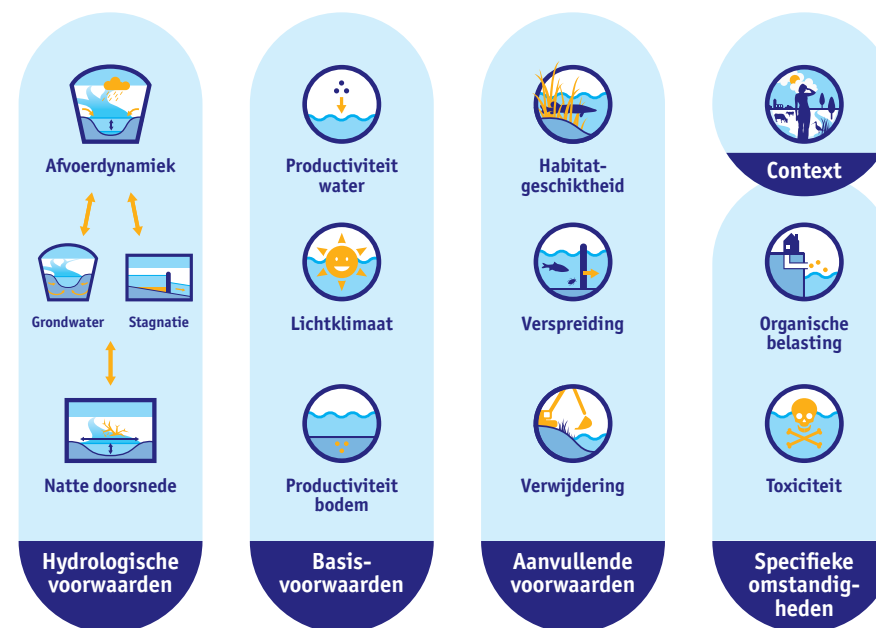 Afvoerdynamiek
Grondwater
Stagnatie
Natte doorsnede
Hydrologische
voorwaarden
Productiviteit
water
Lichtklimaat
Productiviteit
bodem
Basis-
voorwaarden
Habitat-
geschiktheid
Verspreiding
Verwijdering
Aanvullende
voorwaarden
Context
Organische
belasting
Toxiciteit
Specifieke
omstandig-
heden